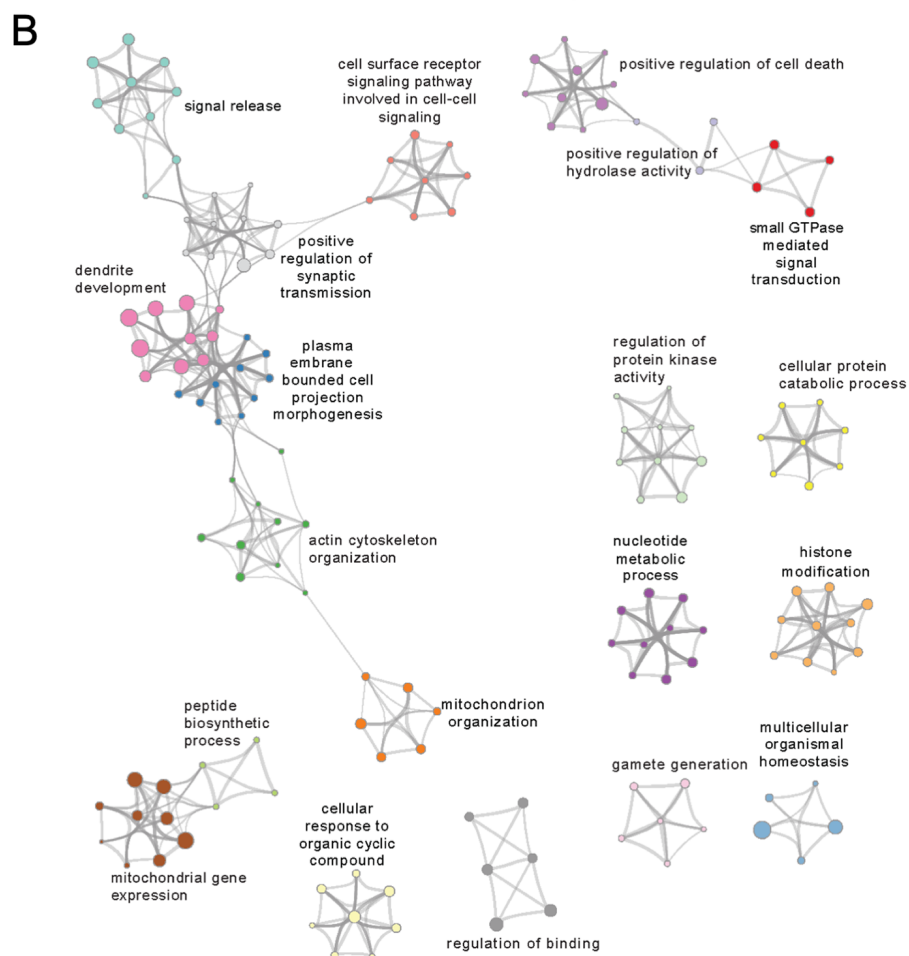 B
signal release
cell surface receptor
signaling pathway
involved in cell-cell
signaling
positive regulation of cell death
positive regulation of
hydrolase activity
small GTPase
mediated
signal
transduction
positive
regulation of
synaptic
transmission
dendrite
development
plasma
embrane
bounded cell
projection
morphogenesis
regulation of
protein kinase
activity
cellular protein
catabolic process
actin cytoskeleton
organization
nucleotide
metabolic
process
histone
modification
mitochondrion
organization
peptide
biosynthetic
process
mitochondrial gene
expression
cellular
response to
organic cyclic
compound
regulation of binding
gamete generation
multicellular
organismal
homeostasis